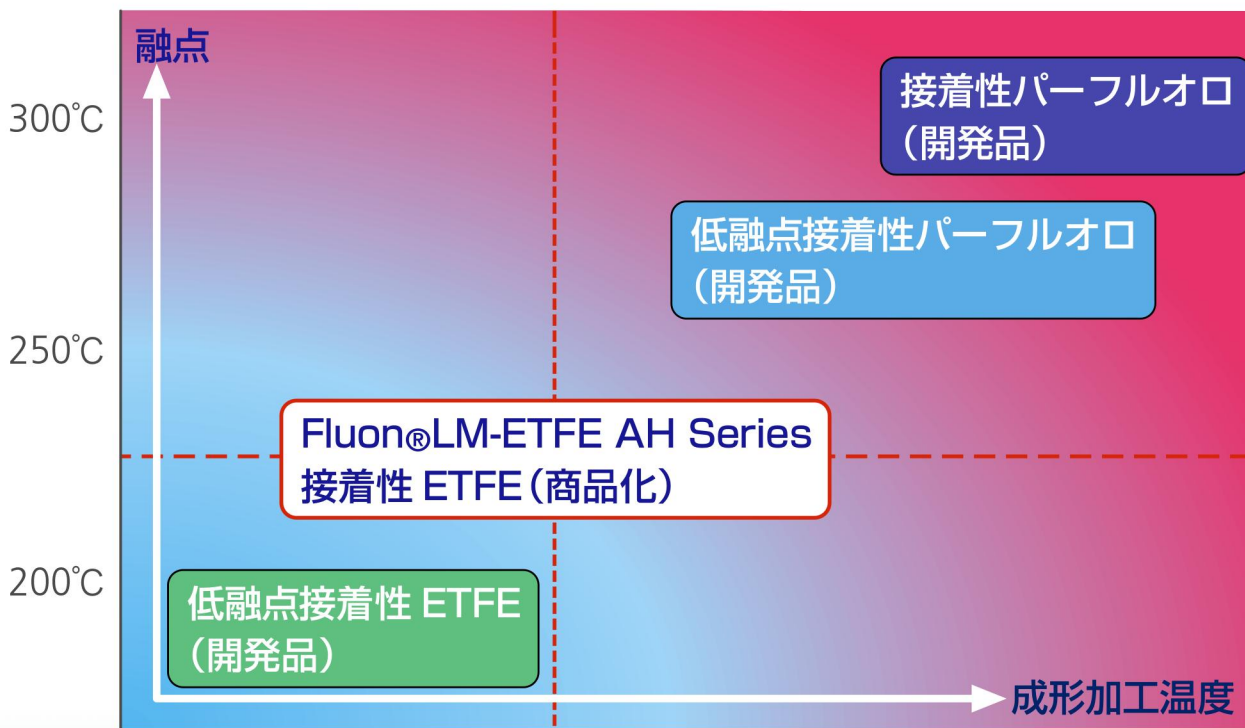 融点
300℃
接着性パーフルオロ
（開発品）
低融点接着性パーフルオロ
（開発品）
250℃
Fluon®LM-ETFE AH Series
接着性 ETFE（商品化）
200℃
低融点接着性 ETFE
（開発品）
成形加工温度